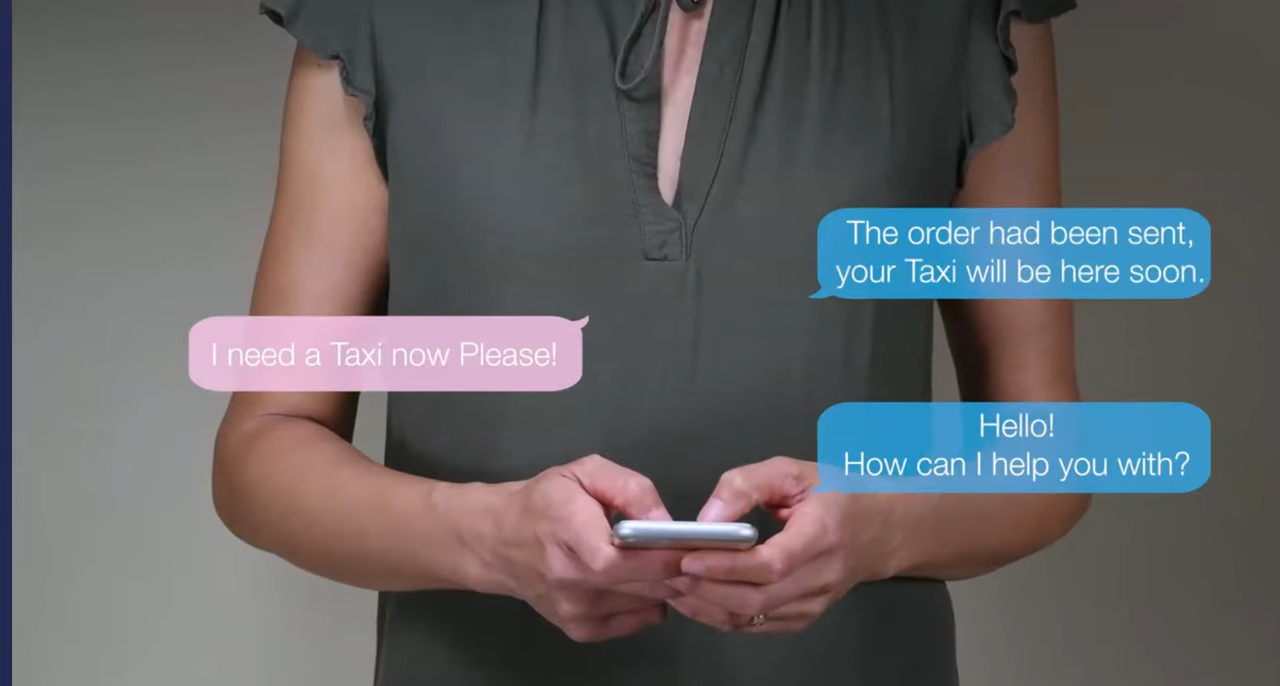 The order had been sent,
your Taxi will be here soon.
I need a Taxi now Please!
Hello!
How can I help you with?